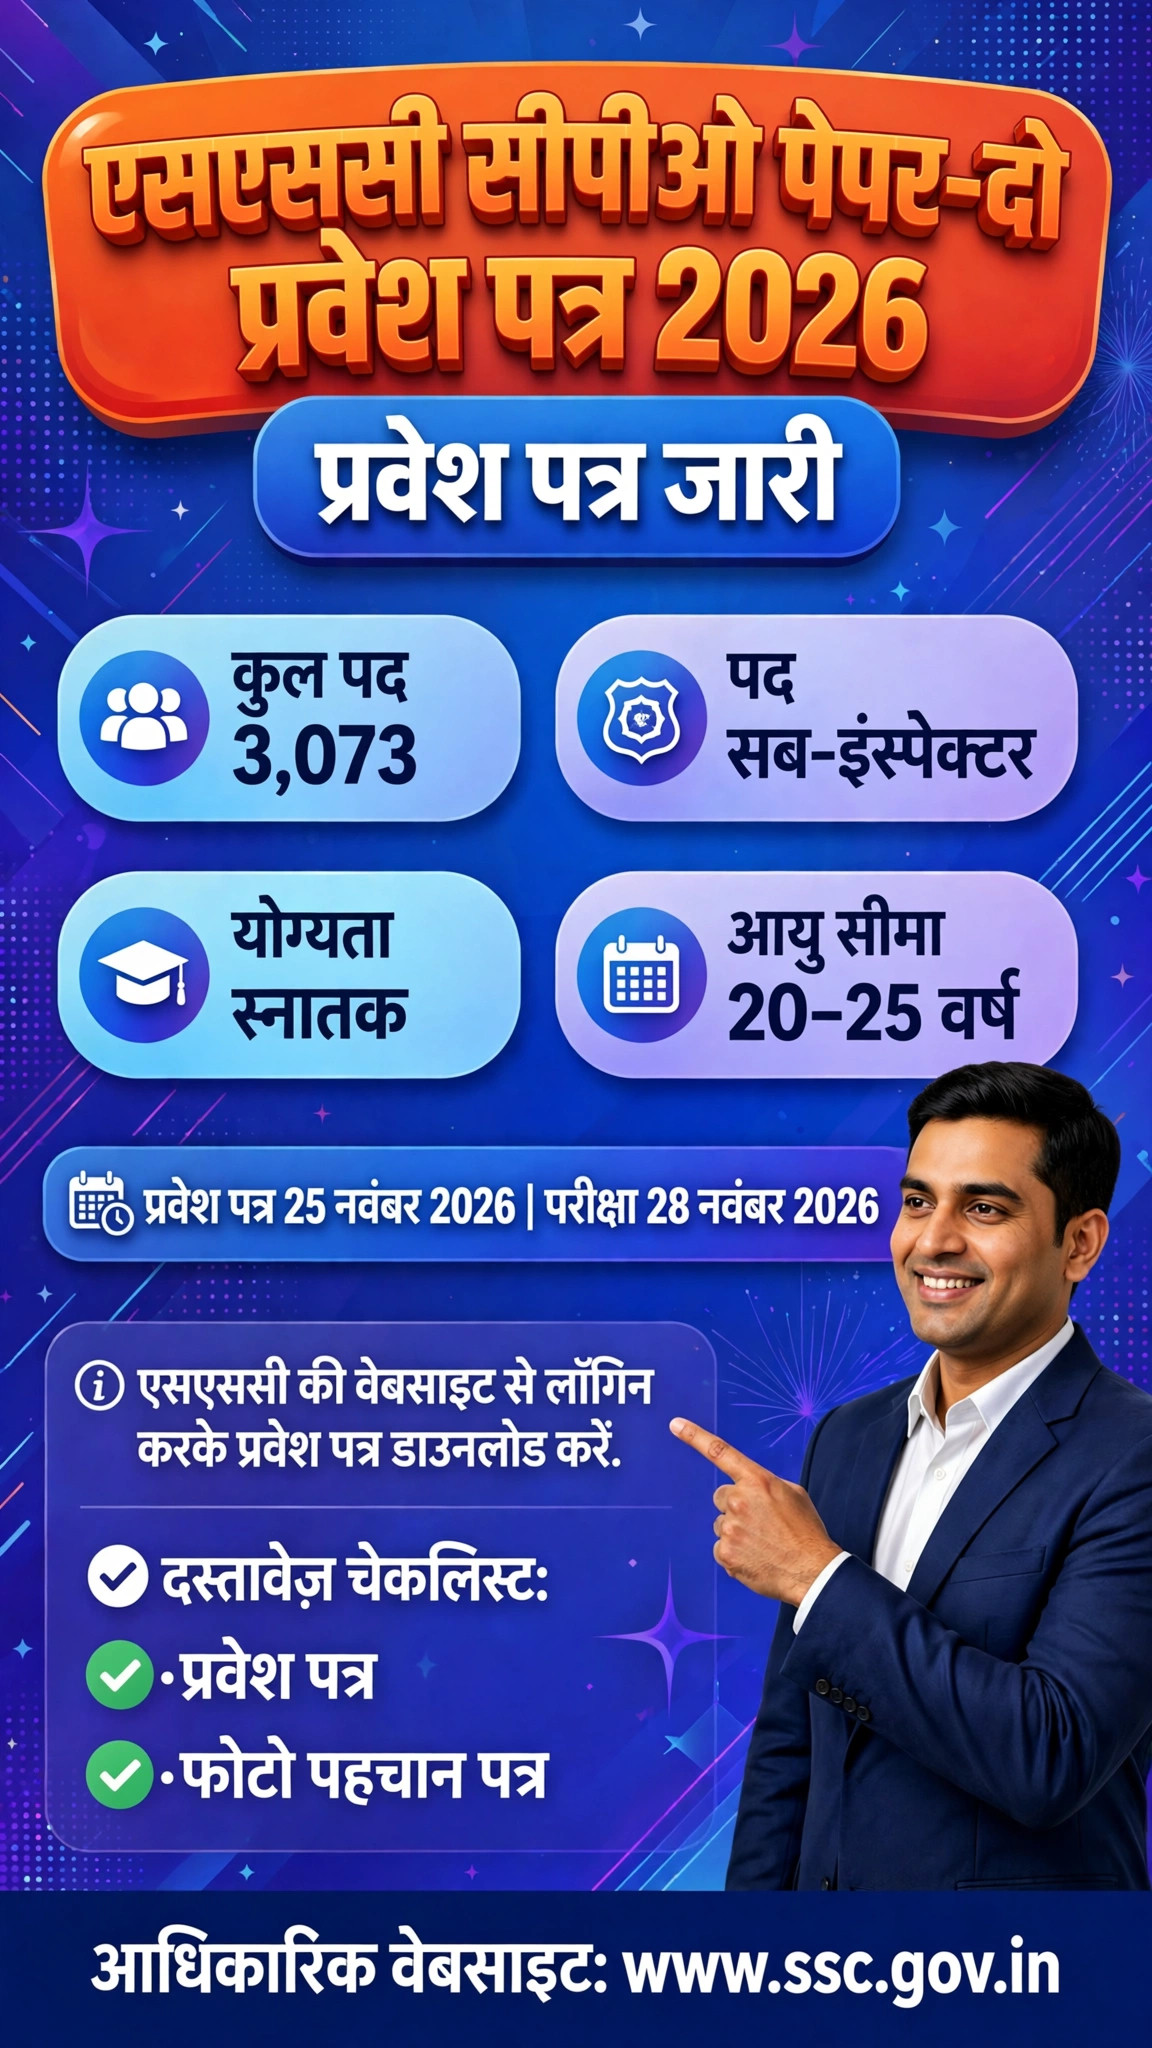 एसएससी सीपीओ पेपर-दो
प्रवेश पत्र 2026
प्रवेश पत्र जारी
कुल पद
3,073
पद
सब-इंस्पेक्टर
योग्यता
स्नातक
आयु सीमा
20-25 वर्ष
प्रवेश पत्र 25 नवंबर 2026 | परीक्षा 28 नवंबर 2026
एसएससी की वेबसाइट से लॉगिन
करके प्रवेश पत्र डाउनलोड करें.
दस्तावेज़ चेकलिस्ट:
·प्रवेश पत्र
·फोटो पहचान पत्र
आधिकारिक वेबसाइट: www.ssc.gov.in